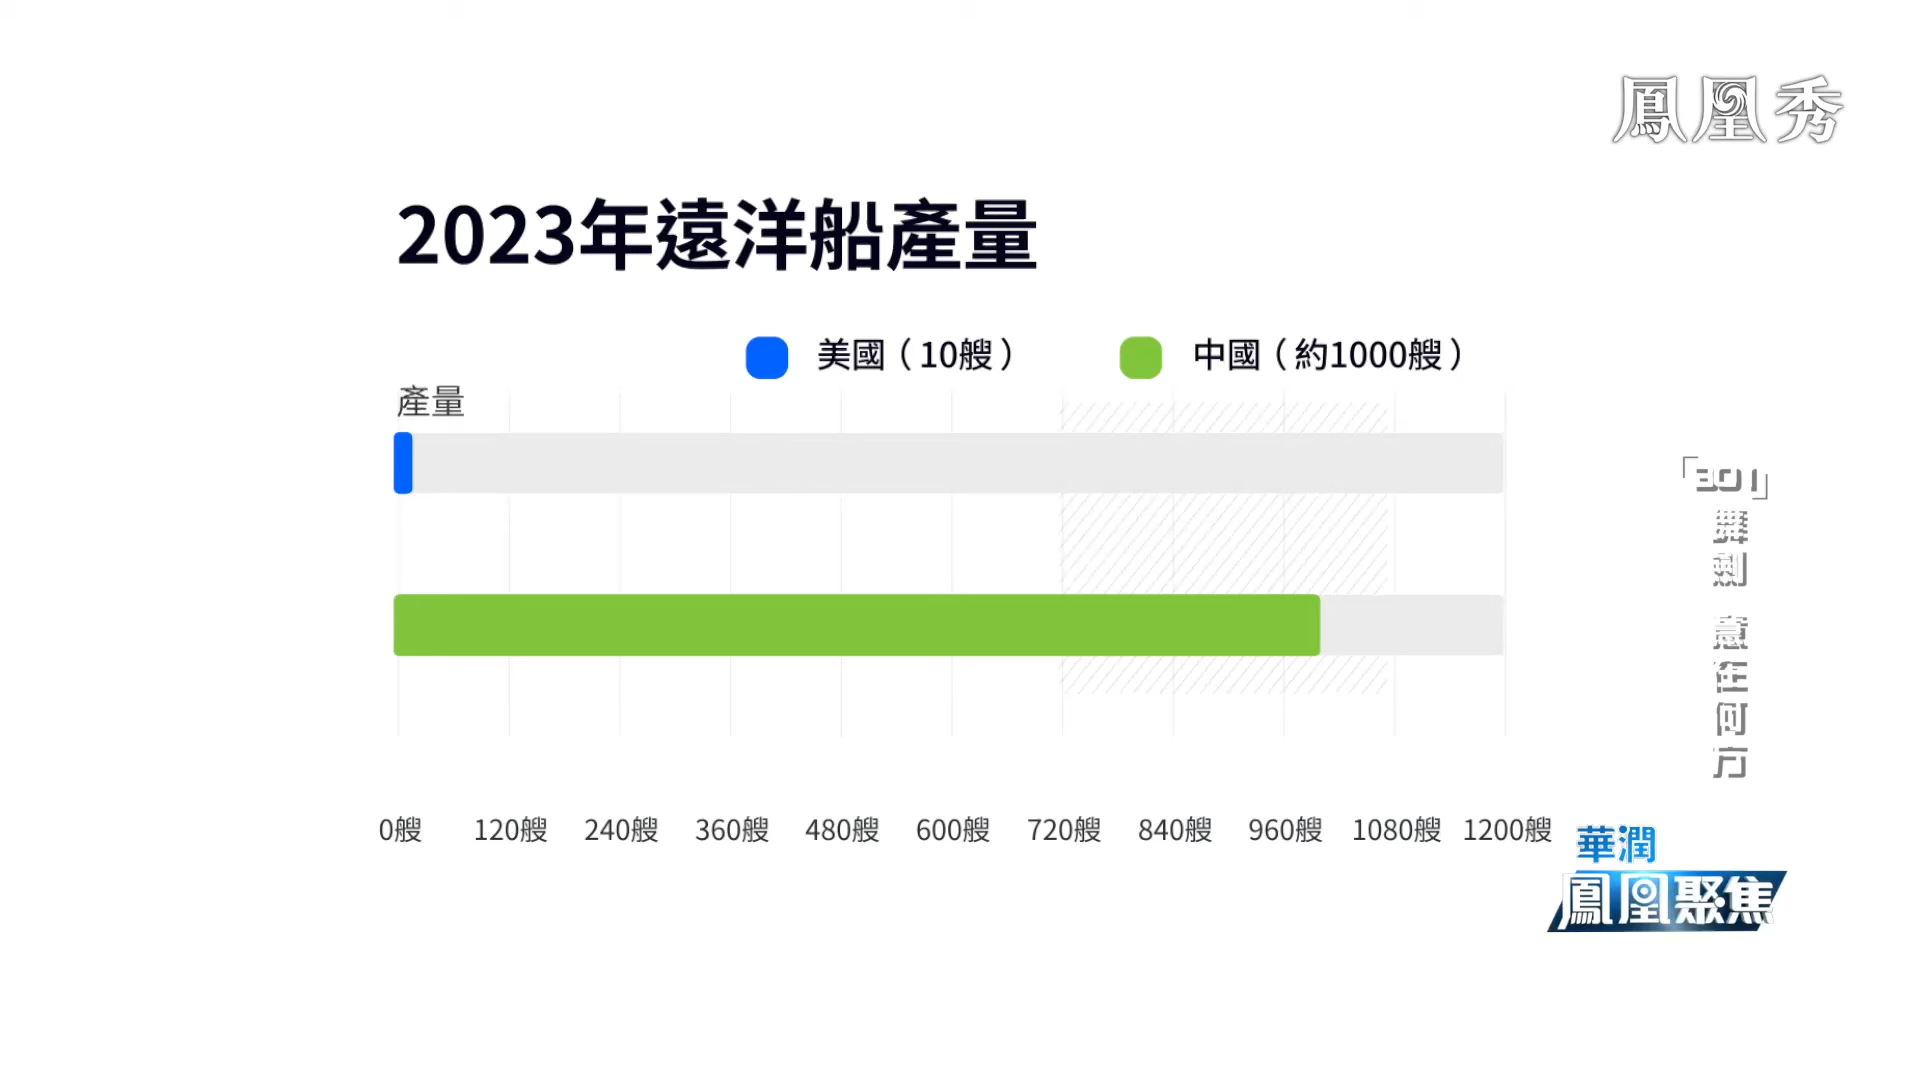 鳳凰秀
2023年遠洋船產量
美國（10艘）
中國（約1000艘）
產量
「301」
舞劍 意在何方
0艘 120艘 240艘 360艘 480艘 600艘 720艘 840艘 960艘 1080艘 1200艘
華潤
鳳凰聚焦